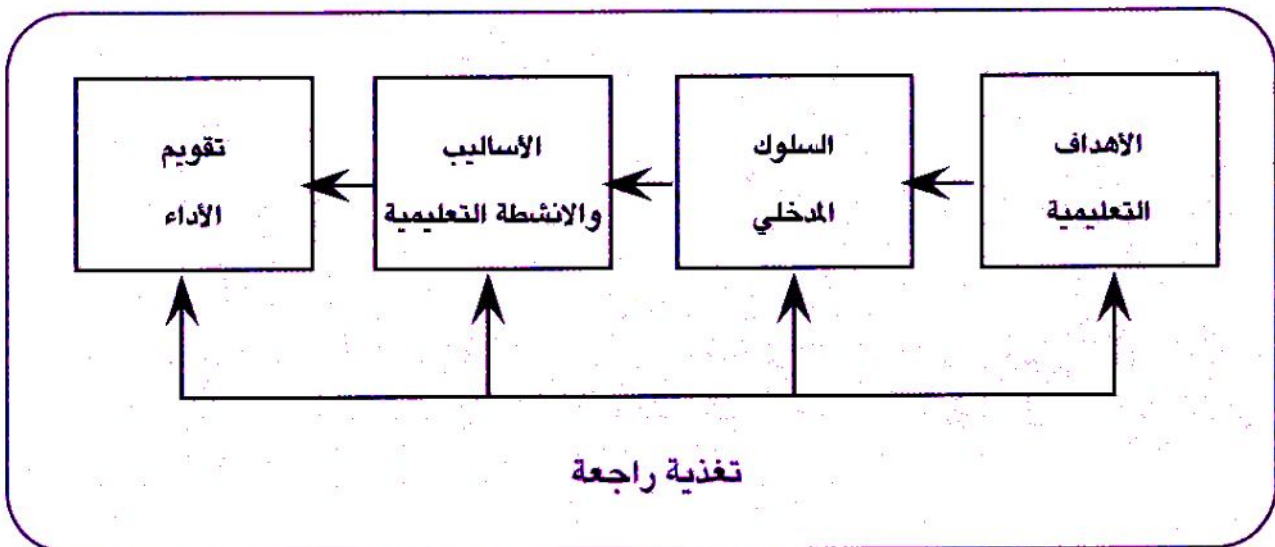 الأهداف
التعليمية
السلوك
المدخلي
الأساليب
والانشطة التعليمية
تقويم
الأداء
تغذية راجعة